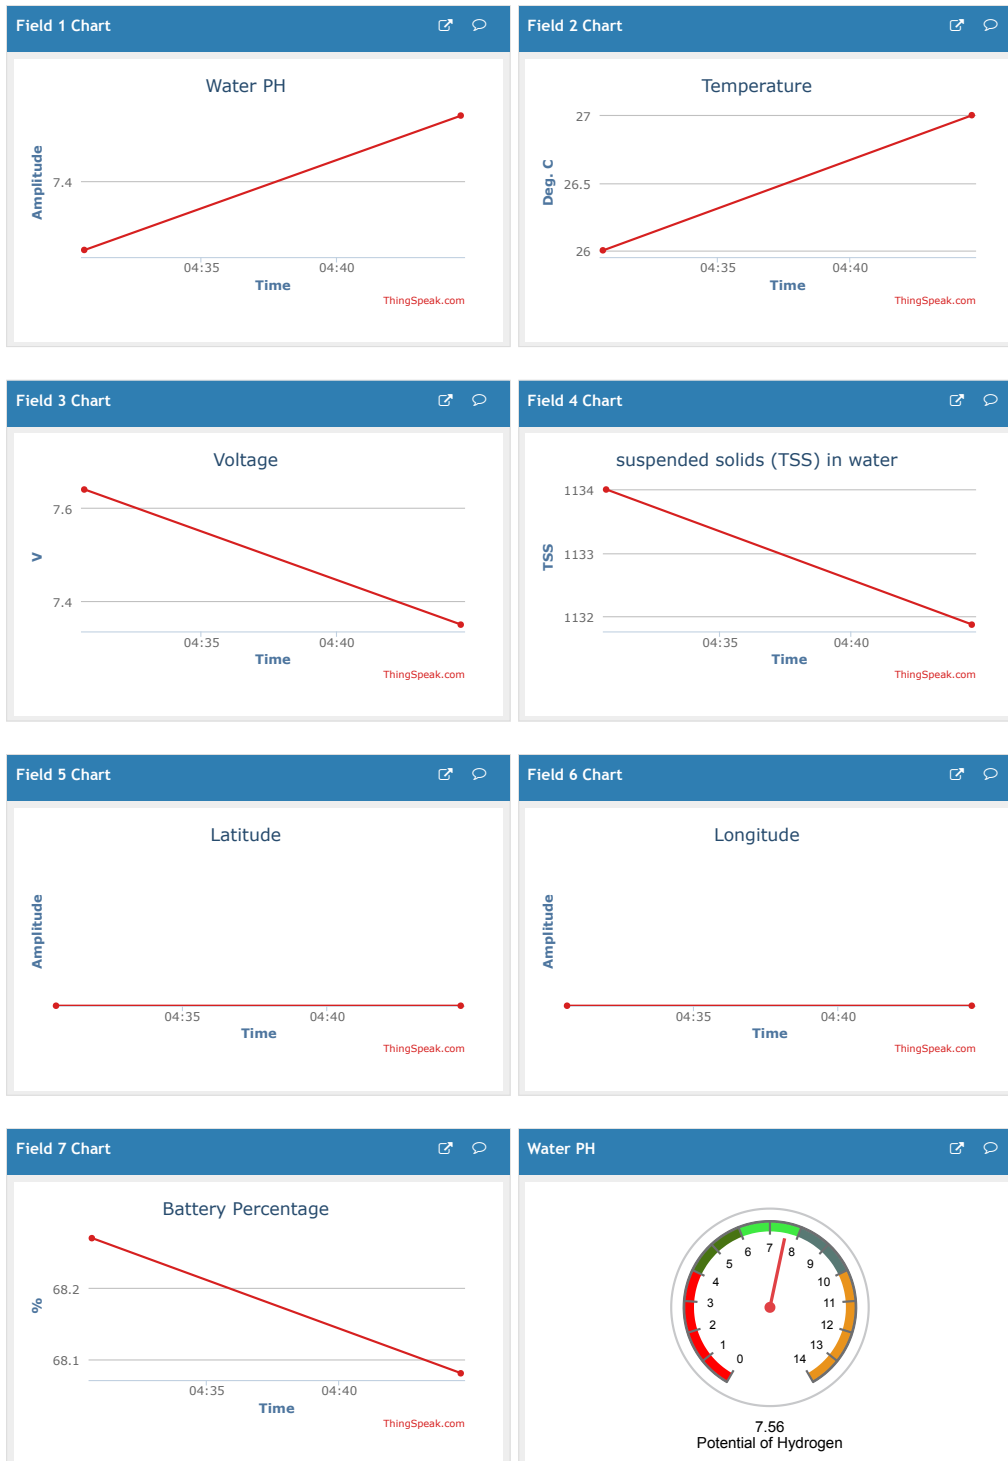 Field 1 Chart
Water PH
Amplitude
7.4
04:35 04:40
Time
ThingSpeak.com
Field 2 Chart
Temperature
Deg. C
27
26.5
26
04:35 04:40
Time
ThingSpeak.com
Field 3 Chart
Voltage
V
7.6
7.4
04:35 04:40
Time
ThingSpeak.com
Field 4 Chart
suspended solids (TSS) in water
TSS
1134
1133
1132
04:35 04:40
Time
ThingSpeak.com
Field 5 Chart
Latitude
Amplitude
04:35 04:40
Time
ThingSpeak.com
Field 6 Chart
Longitude
Amplitude
04:35 04:40
Time
ThingSpeak.com
Field 7 Chart
Battery Percentage
%
68.2
68.1
04:35 04:40
Time
ThingSpeak.com
Water PH
0 1 2 3 4 5 6 7 8 9 10 11 12 13 14
7.56
Potential of Hydrogen